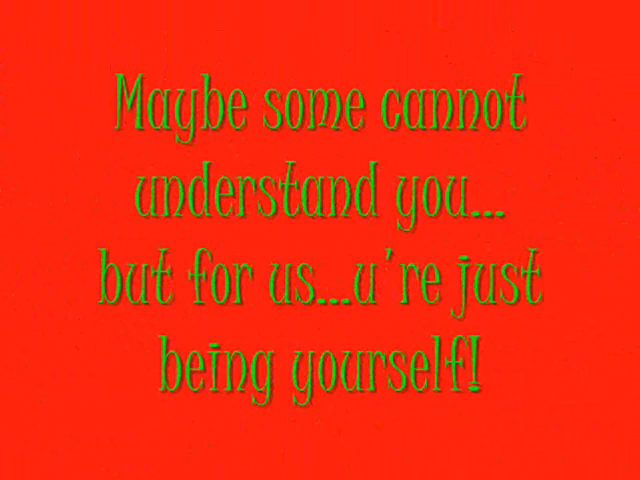 Maybe some cannot
understand you...
but for us...u're just
being yourself!